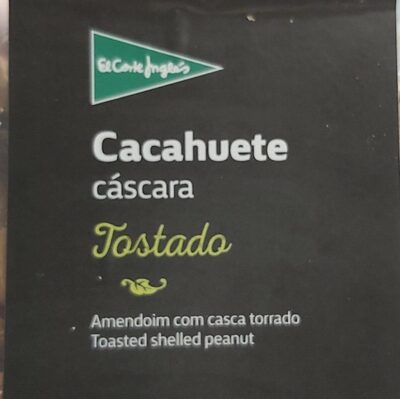 El Corte Inglés
Cacahuete
cáscara
Tostado
Amendoim com casca torrado
Toasted shelled peanut